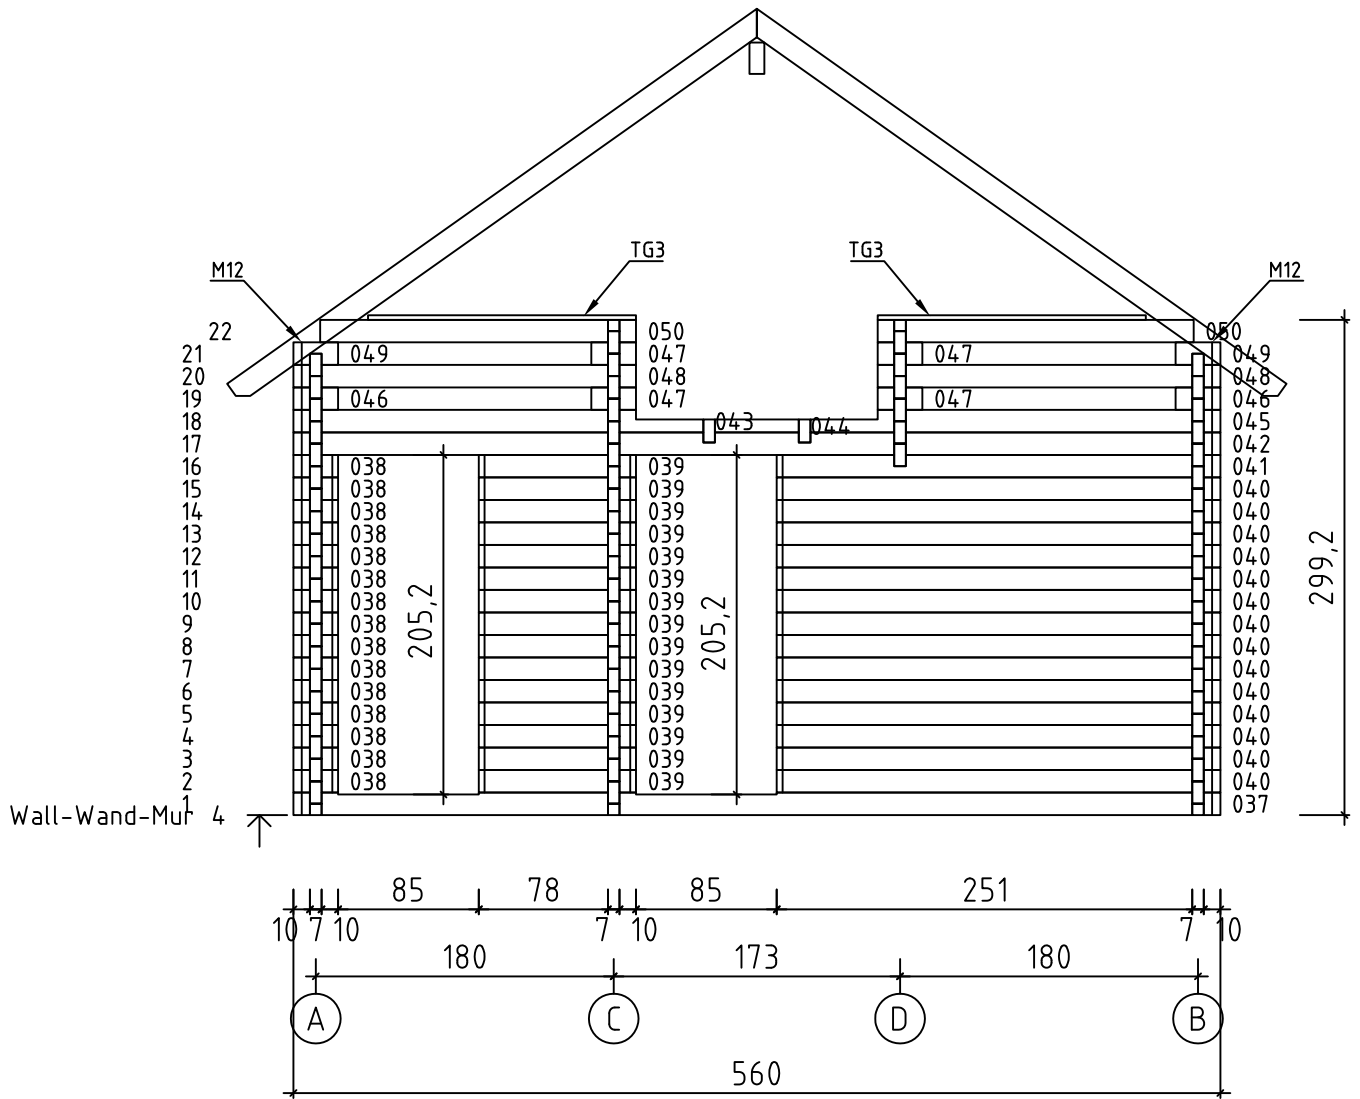 TG3 TG3
M12 M12
22 050 050
21 049 047 047 049
20 048 048
19 046 047 047 046
18 043 044 045
17 042
16 038 039 041
15 038 039 040
14 038 039 040
13 038 039 040
12 038 039 040
11 038 039 040
10 038 039 040
9 038 039 040
8 038 039 040
7 038 039 040
6 038 039 040
5 038 039 040
4 038 039 040
3 038 039 040
2 038 039 040
1 037
205,2 205,2 299,2
Wall-Wand-Mur 4
85 78 85 251
10 7 10 7 10 7 10
180 173 180
A C D B
560